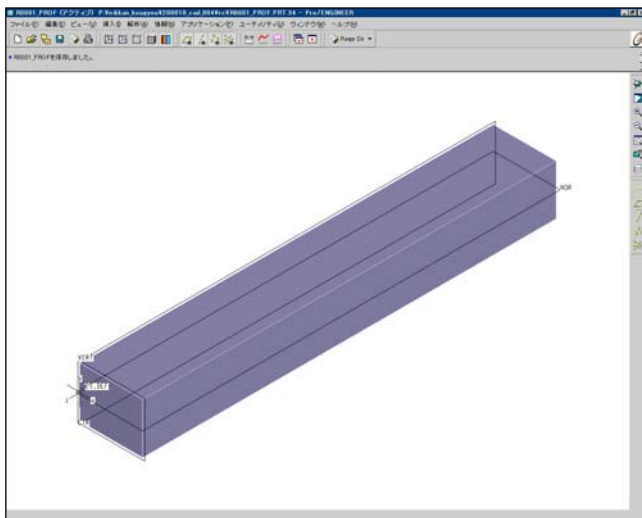 R0001_PROF (アクティブ) P:¥nikkan_kougyou¥200010_cad_004¥rc¥R0001_PROF.PRT.34 - Pro/ENGINEER
ファイル(F) 編集(E) ビュー(V) 挿入(I) 解析(A) 情報(N) アプリケーション(P) ユーティリティ(U) ウィンドウ(W) ヘルプ(H)
• R0001_PROFを保存しました。
HOR
VERT